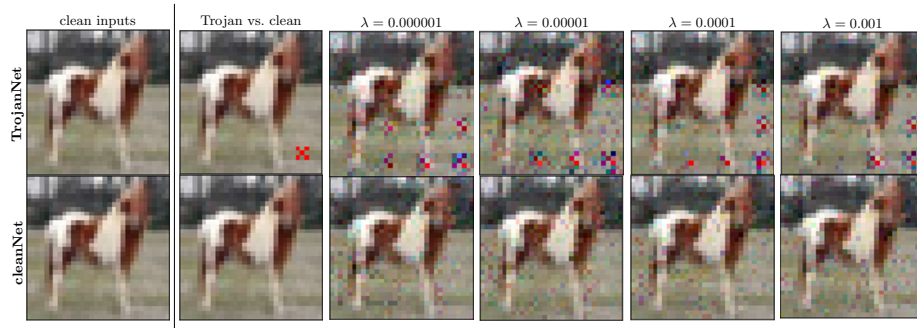 clean inputs
Trojan vs. clean
λ = 0.000001
λ = 0.00001
λ = 0.0001
λ = 0.001
TrojanNet
cleanNet